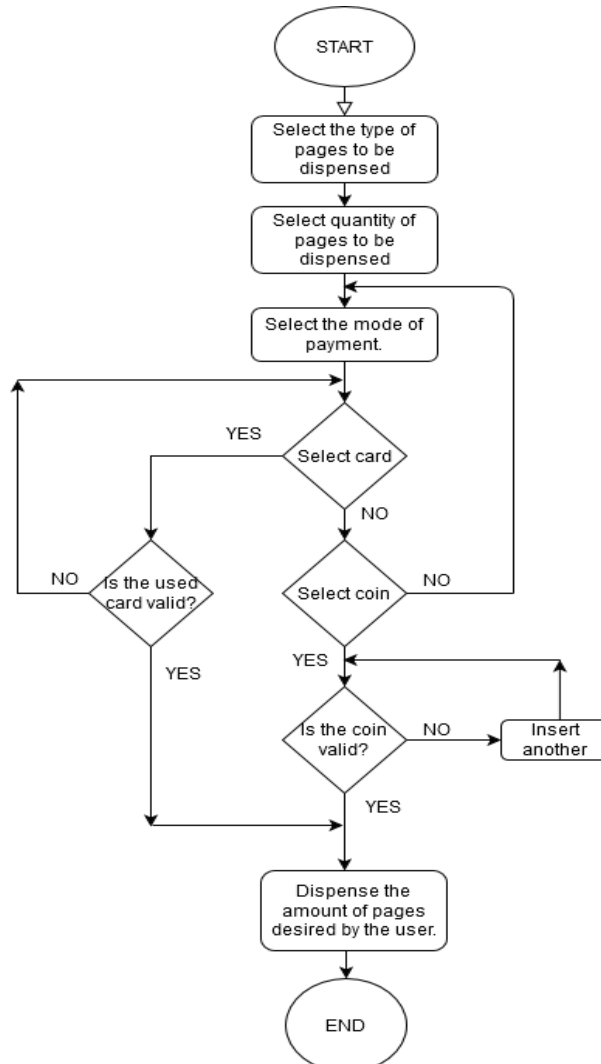 START
Select the type of
pages to be
dispensed
Select quantity of
pages to be
dispensed
Select the mode of
payment.
YES
Select card
NO
NO
Is the used
card valid?
Select coin
NO
YES
YES
Is the coin
valid?
NO
Insert
another
YES
Dispense the
amount of pages
desired by the user.
END